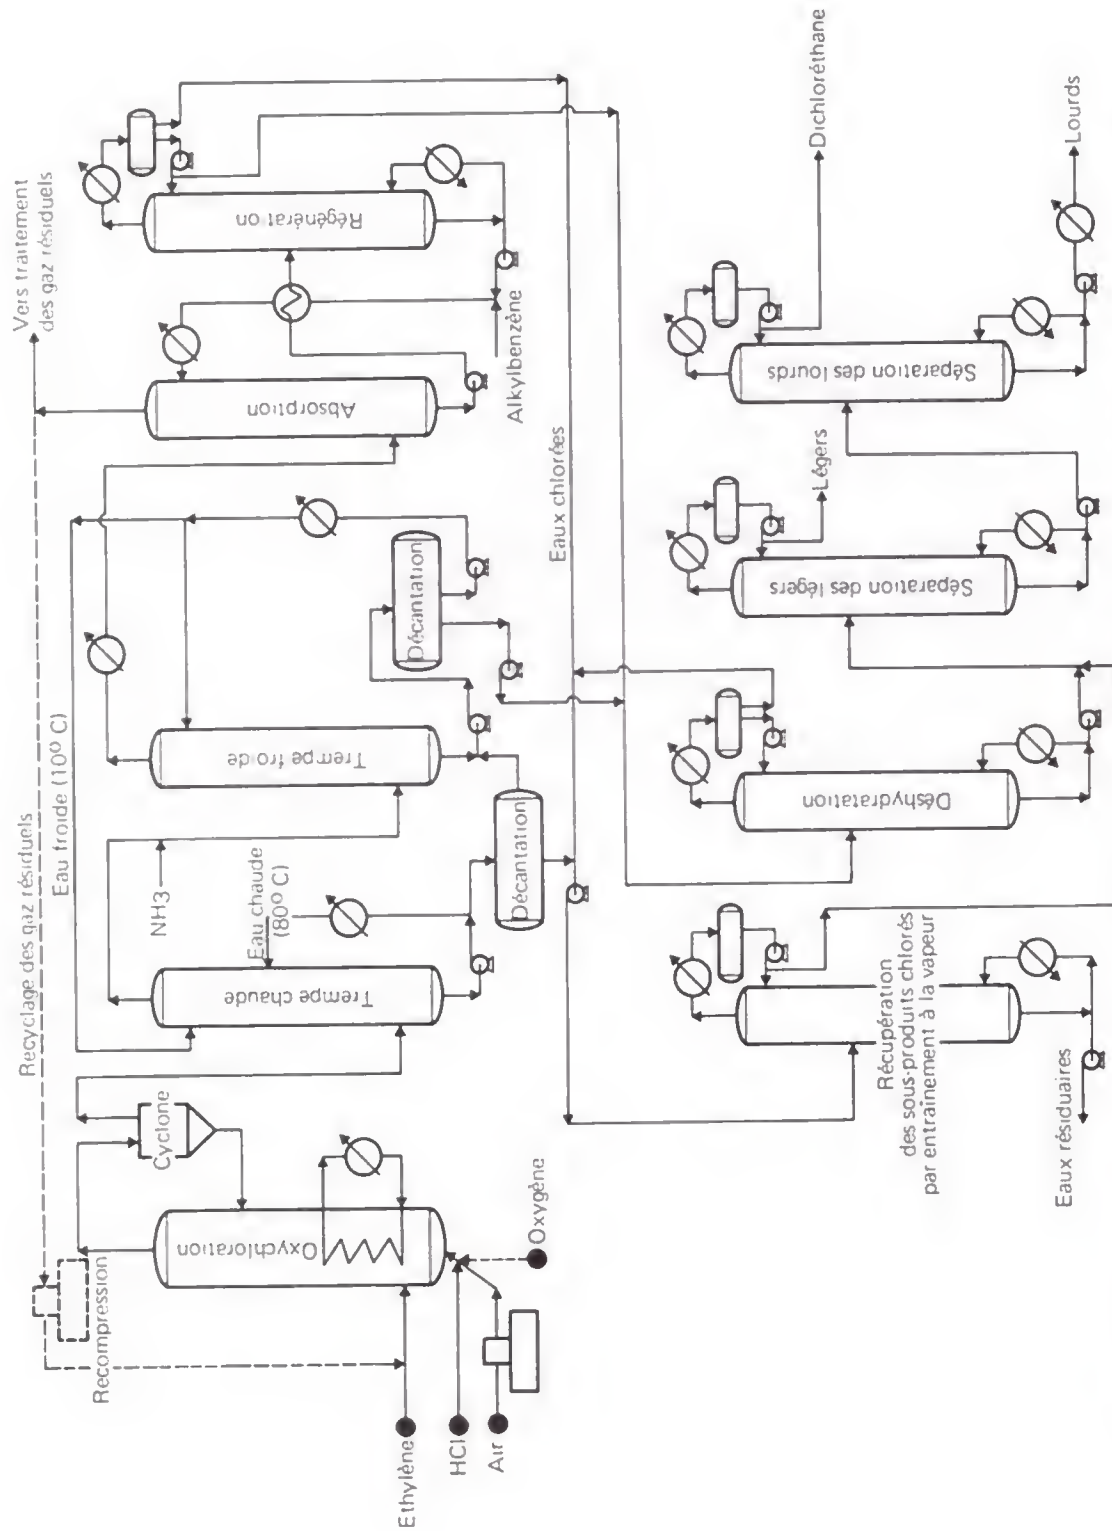 Recyclage des gaz résiduels
Vers traitement
des gaz résiduels
Recompression
Eau froide (10º C)
Cyclone
NH3
Eau chaude
(80º C)
Oxychloration
Trempe chaude
Trempe froide
Absorption
Régénération
Ethylène
HCl
Air
Oxygène
Décantation
Décantation
Alkylbenzène
Eaux chlorées
Récupération
des sous-produits chlorés
par entraînement à la vapeur
Eaux résiduaires
Déshydratation
Séparation des légers
Légers
Séparation des lourds
Dichloréthane
Lourds